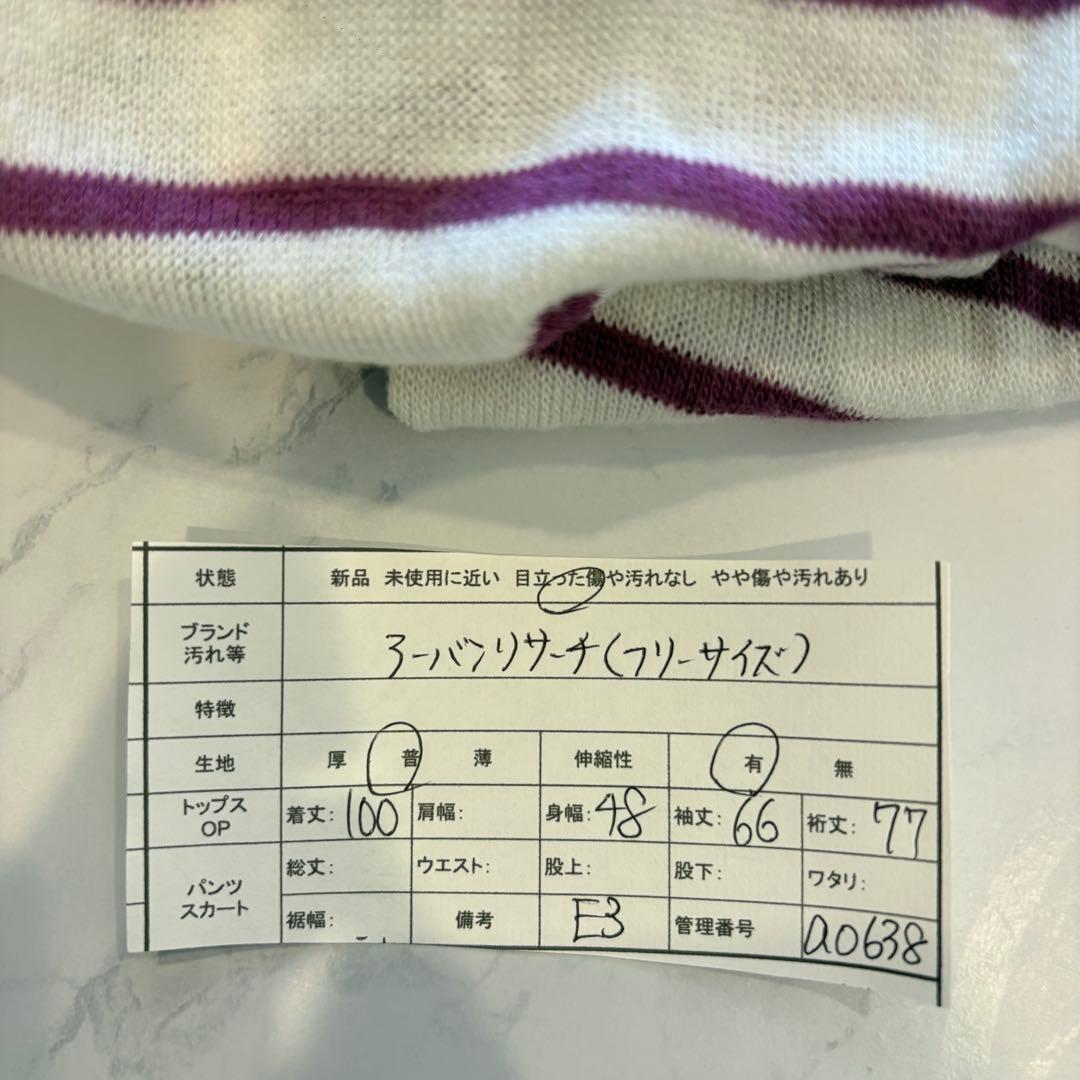 状態 新品 未使用に近い 目立った傷や汚れなし やや傷や汚れあり
ブランド
汚れ等
ーバンリサーチ(フリーサイズ)
特徴
生地 厚 普 薄 伸縮性 有 無
トップス
OP
着丈: 100 肩幅: 身幅: 48 袖丈: 66 裄丈: 77
パンツ
スカート
総丈: ウエスト: 股上: 股下: ワタリ:
裾幅: 備考 E3 管理番号 a0638